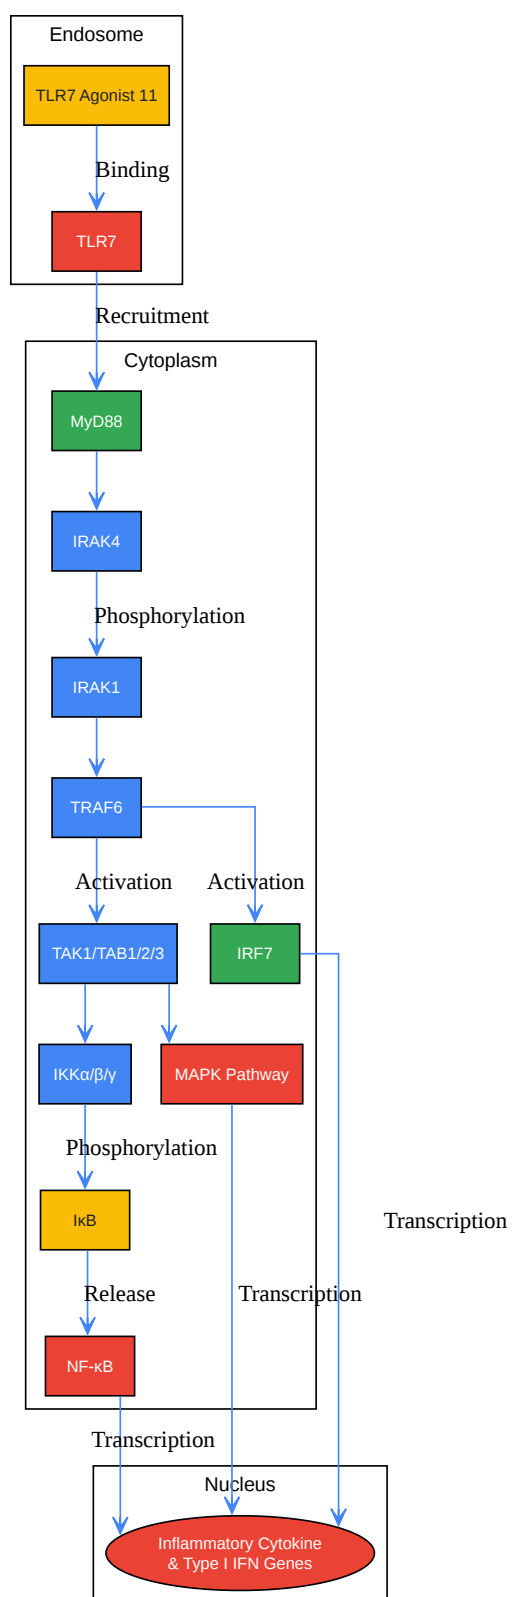 Endosome
TLR7 Agonist 11
Binding
TLR7
Recruitment
Cytoplasm
MyD88
IRAK4
Phosphorylation
IRAK1
TRAF6
Activation
Activation
TAK1/TAB1/2/3
IRF7
IKKα/β/γ
MAPK Pathway
Phosphorylation
IκB
Transcription
Release
Transcription
NF-κB
Transcription
Nucleus
Inflammatory Cytokine
& Type I IFN Genes